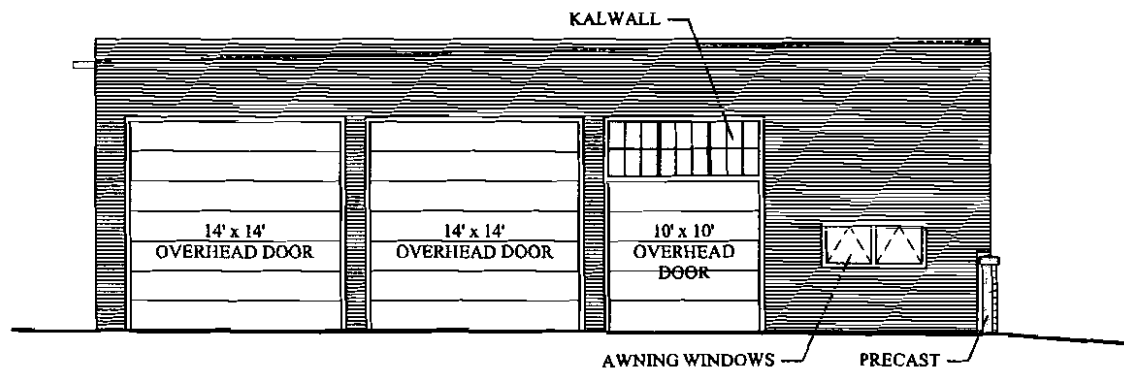 KALWALL
14' x 14'
OVERHEAD DOOR
14' x 14'
OVERHEAD DOOR
10' x 10'
OVERHEAD
DOOR
AWNING WINDOWS
PRECAST